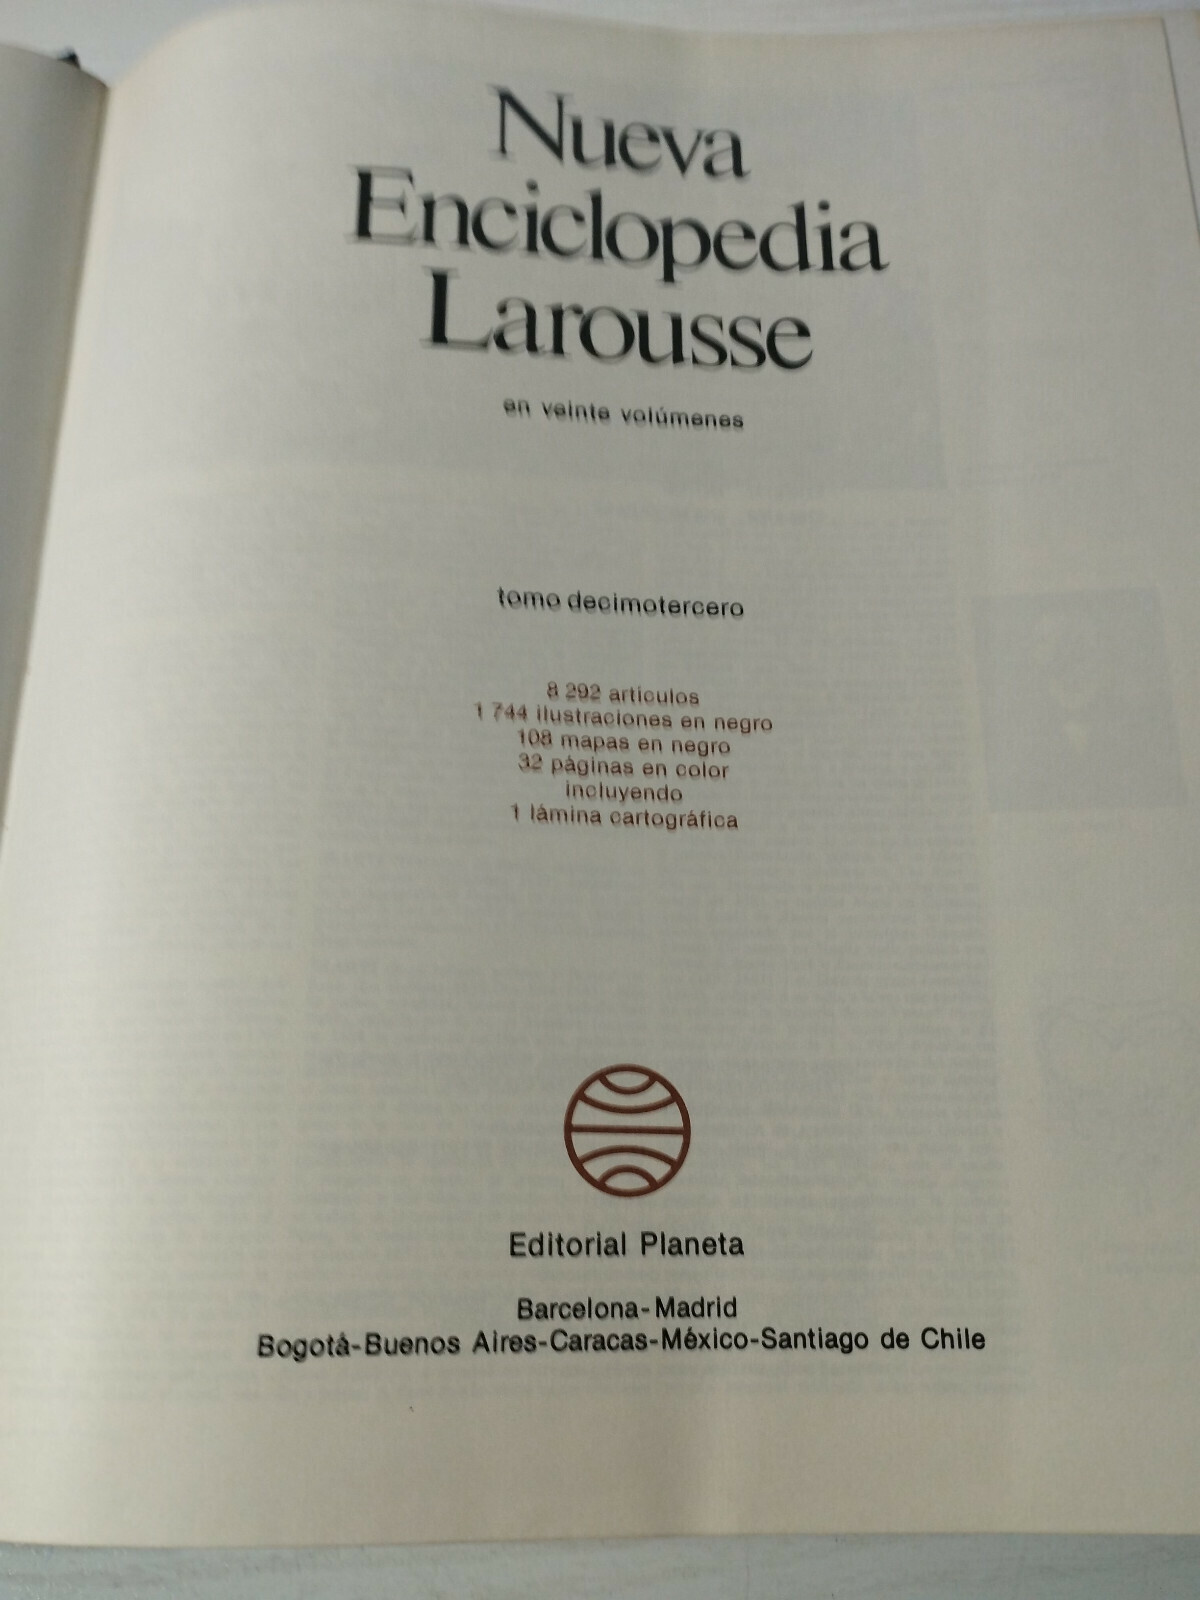 Nueva
Enciclopedia
Larousse
en veinte volúmenes
tomo decimotercero
8 292 artículos
1 744 ilustraciones en negro
108 mapas en negro
32 páginas en color
incluyendo
1 lámina cartográfica
Editorial Planeta
Barcelona-Madrid
Bogotá-Buenos Aires-Caracas-México-Santiago de Chile